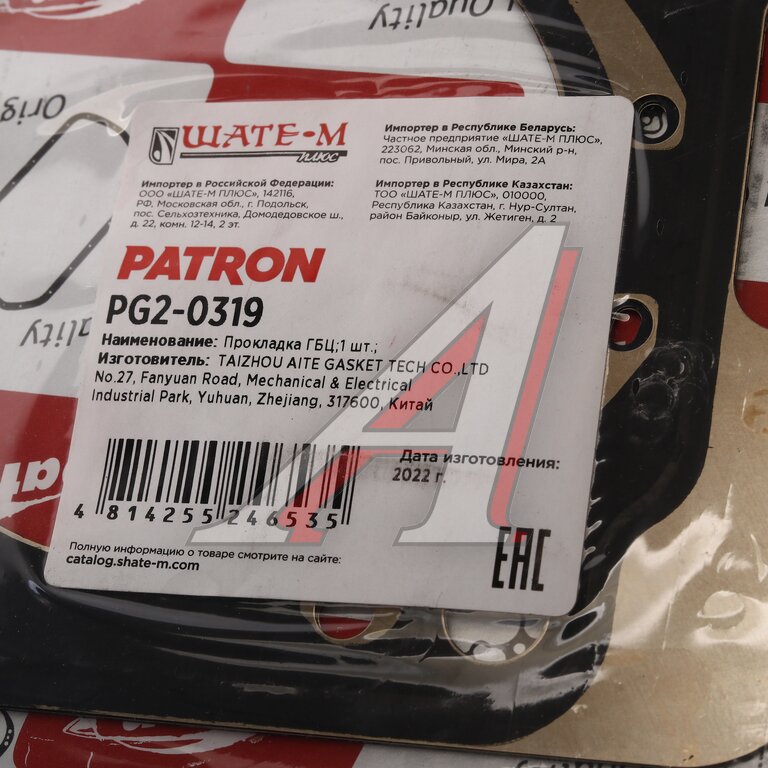 Quality
Original
Quality
ШАТЕ-М
ПЛЮС
Импортер в Российской Федерации:
ООО «ШАТЕ-М ПЛЮС», 142116,
РФ, Московская обл., г. Подольск,
пос. Сельхозтехника, Домодедовское ш.,
д. 22, комн. 12-14, 2 эт.
Импортер в Республике Беларусь:
Частное предприятие «ШАТЕ-М ПЛЮС»,
223062, Минская обл., Минский р-н,
пос. Привольный, ул. Мира, 2А
Импортер в Республике Казахстан:
ТОО «ШАТЕ-М ПЛЮС», 010000,
Республика Казахстан, г. Нур-Султан,
район Байконыр, ул. Жетиген, д. 2
PATRON
PG2-0319
Наименование: Прокладка ГБЦ;1 шт.;
Изготовитель: TAIZHOU AITE GASKET TECH CO.,LTD
No.27, Fanyuan Road, Mechanical & Electrical
Industrial Park, Yuhuan, Zhejiang, 317600, Китай
Дата изготовления:
2022 г.
4 814255 246535
EAC
Полную информацию о товаре смотрите на сайте:
catalog.shate-m.com